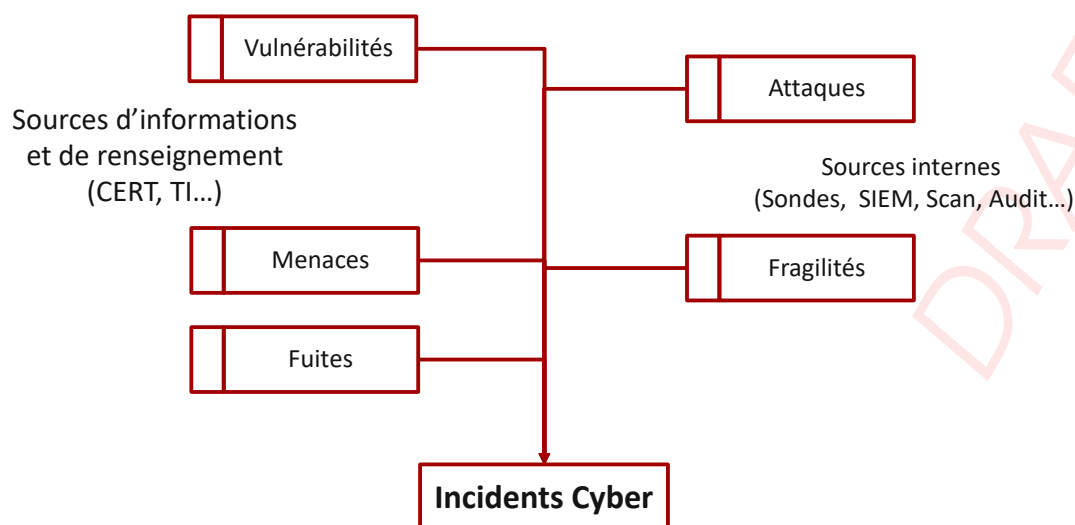 Vulnérabilités
Attaques
Sources d’informations
et de renseignement
(CERT, TI…)
Sources internes
(Sondes,  SIEM, Scan, Audit…)
Menaces
Fragilités
Fuites
Incidents Cyber